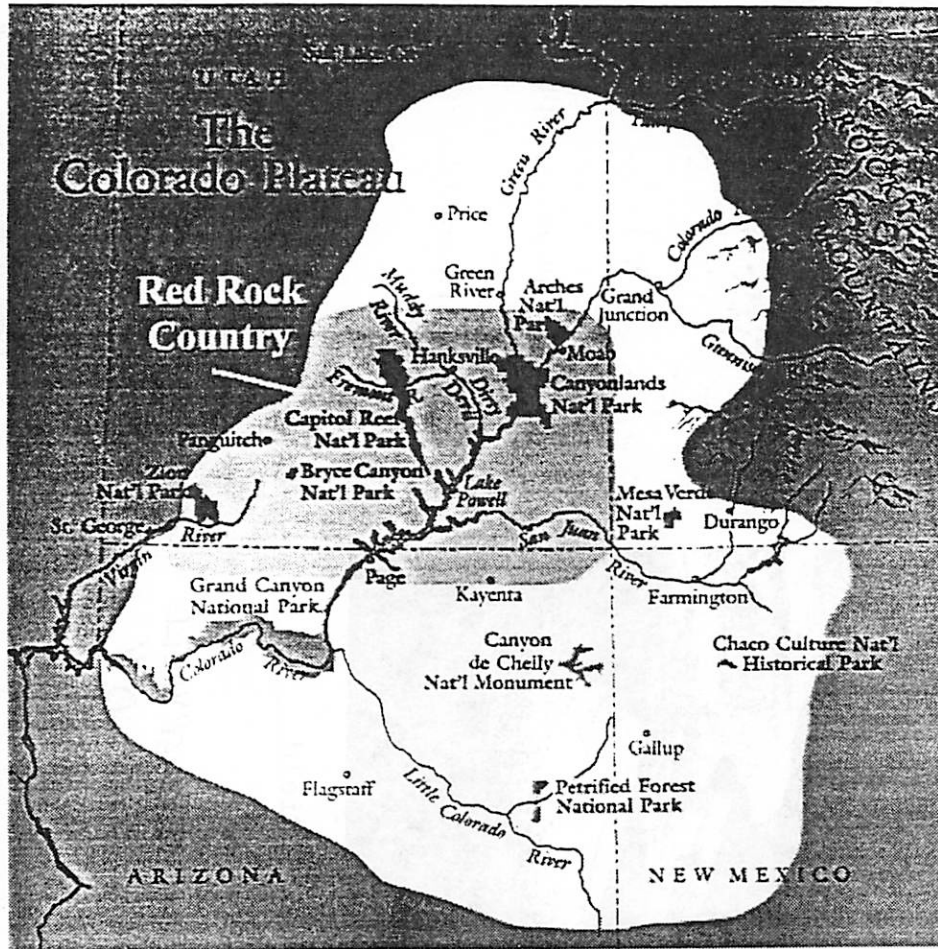 UTAH
The
Colorado Plateau
Green River
ROCKY MOUNTAINS
Price
Colorado
Green
River
Muddy
River
Arches
Nat'l
Park
Grand
Junction
Red Rock
Country
Hanksville
Moab
Fremont
Dirty
Devil
Canyonlands
Nat'l Park
Capitol Reef
Nat'l Park
Panguitch
Zion
Nat'l Park
Bryce Canyon
Nat'l Park
Lake
Powell
Mesa Verde
Nat'l
Park
Durango
St. George
Virgin
River
San Juan
River
Page
Grand Canyon
National Park
Kayenta
Farmington
Canyon
de Chelly
Nat'l Monument
Chaco Culture Nat'l
Historical Park
Colorado
River
Gallup
Flagstaff
Little Colorado
River
Petrified Forest
National Park
ARIZONA
NEW MEXICO